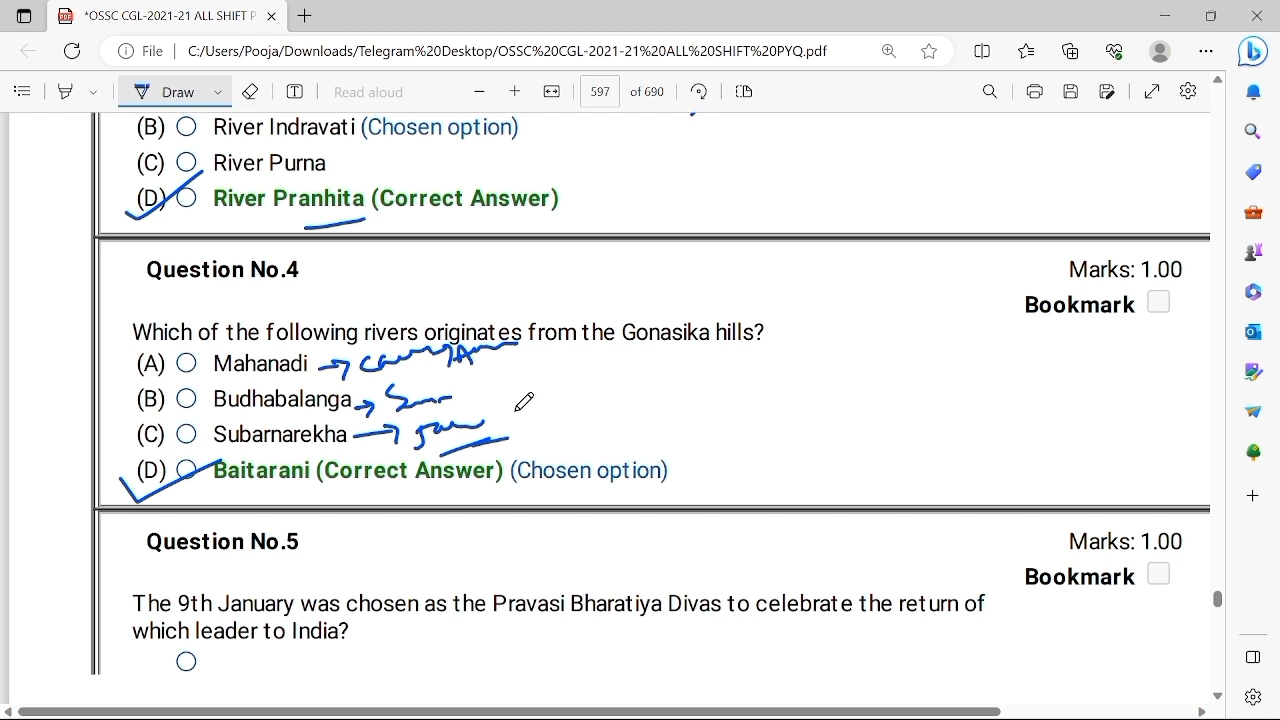 *OSSC CGL-2021-21 ALL SHIFT P
File
C:/Users/Pooja/Downloads/Telegram%20Desktop/OSSC%20CGL-2021-21%20ALL%20SHIFT%20PYQ.pdf
Draw
Read aloud
597 of 690
(B) River Indravati (Chosen option)
(C) River Purna
(D) River Pranhita (Correct Answer)
Question No.4 Marks: 1.00
Bookmark
Which of the following rivers originates from the Gonasika hills?
(A) Mahanadi
(B) Budhabalanga
(C) Subarnarekha
(D) Baitarani (Correct Answer) (Chosen option)
Question No.5 Marks: 1.00
Bookmark
The 9th January was chosen as the Pravasi Bharatiya Divas to celebrate the return of
which leader to India?